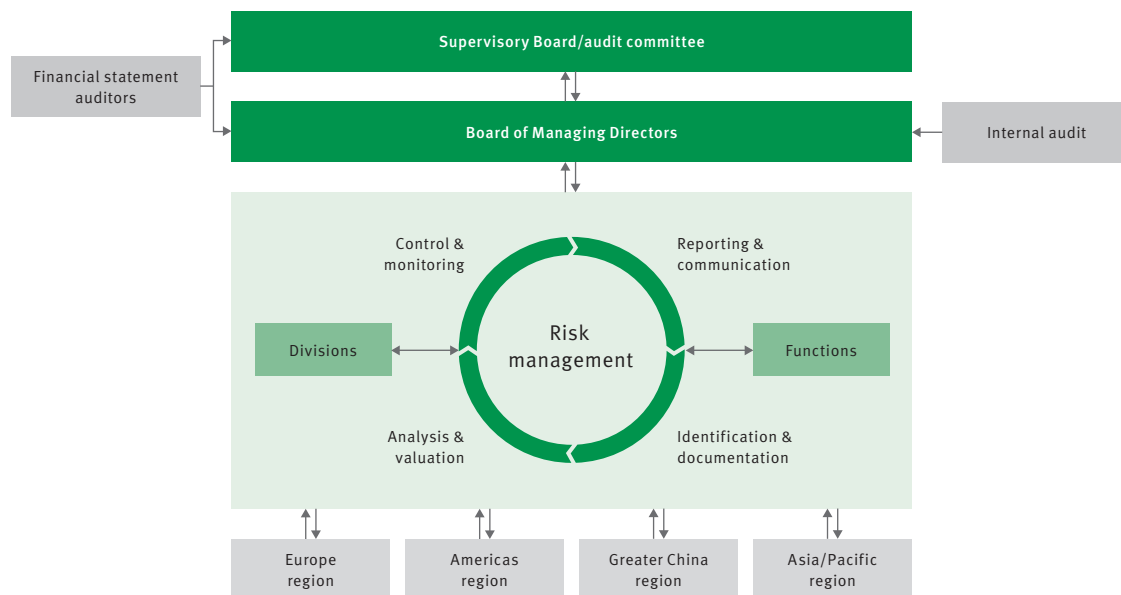 Supervisory Board/audit committee
Financial statement
auditors
Board of Managing Directors
Internal audit
Control &
monitoring
Reporting &
communication
Divisions
Risk
management
Functions
Analysis &
valuation
Identification &
documentation
Europe
region
Americas
region
Greater China
region
Asia/Pacific
region